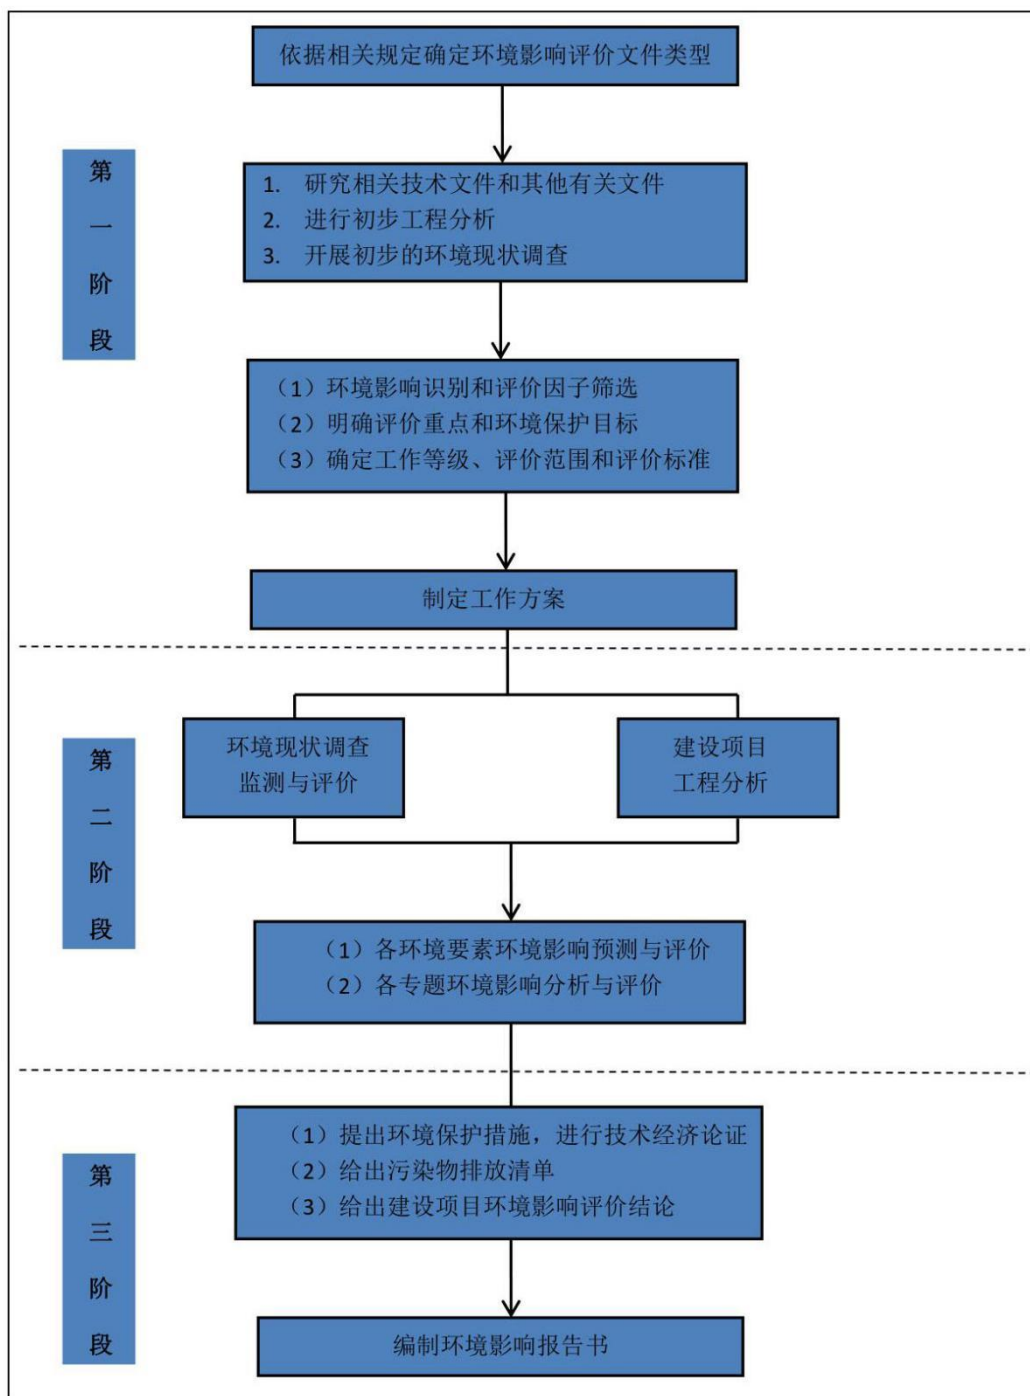 依据相关规定确定环境影响评价文件类型
第一阶段
1. 研究相关技术文件和其他有关文件
2. 进行初步工程分析
3. 开展初步的环境现状调查
（1）环境影响识别和评价因子筛选
（2）明确评价重点和环境保护目标
（3）确定工作等级、评价范围和评价标准
制定工作方案
第二阶段
环境现状调查
监测与评价
建设项目
工程分析
（1）各环境要素环境影响预测与评价
（2）各专题环境影响分析与评价
第三阶段
（1）提出环境保护措施，进行技术经济论证
（2）给出污染物排放清单
（3）给出建设项目环境影响评价结论
编制环境影响报告书